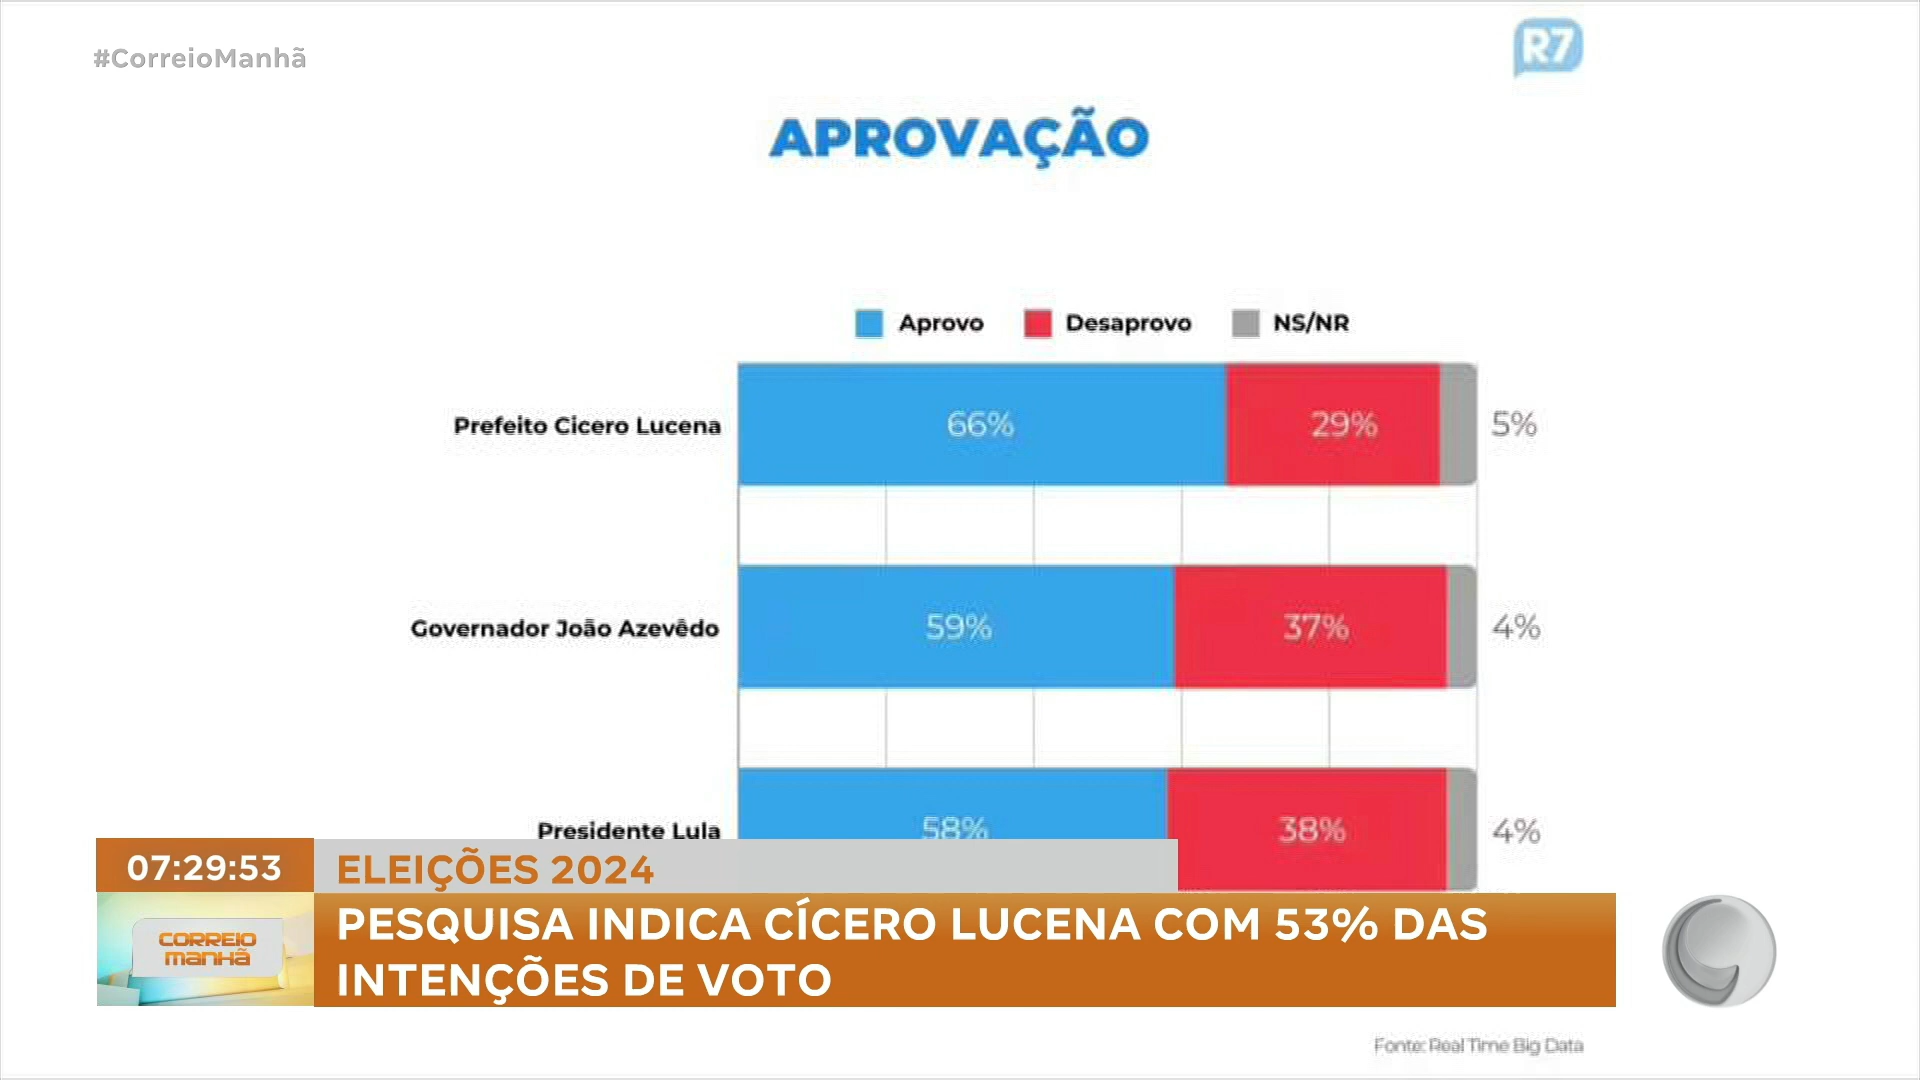 #CorreioManhã
R7
APROVAÇÃO
Aprovo Desaprovo NS/NR
Prefeito Cicero Lucena 66% 29% 5%
Governador João Azevêdo 59% 37% 4%
Presidente Lula 58% 38% 4%
07:29:53 ELEIÇÕES 2024
CORREIO
manhã
PESQUISA INDICA CÍCERO LUCENA COM 53% DAS
INTENÇÕES DE VOTO
Fonte: Real Time Big Data